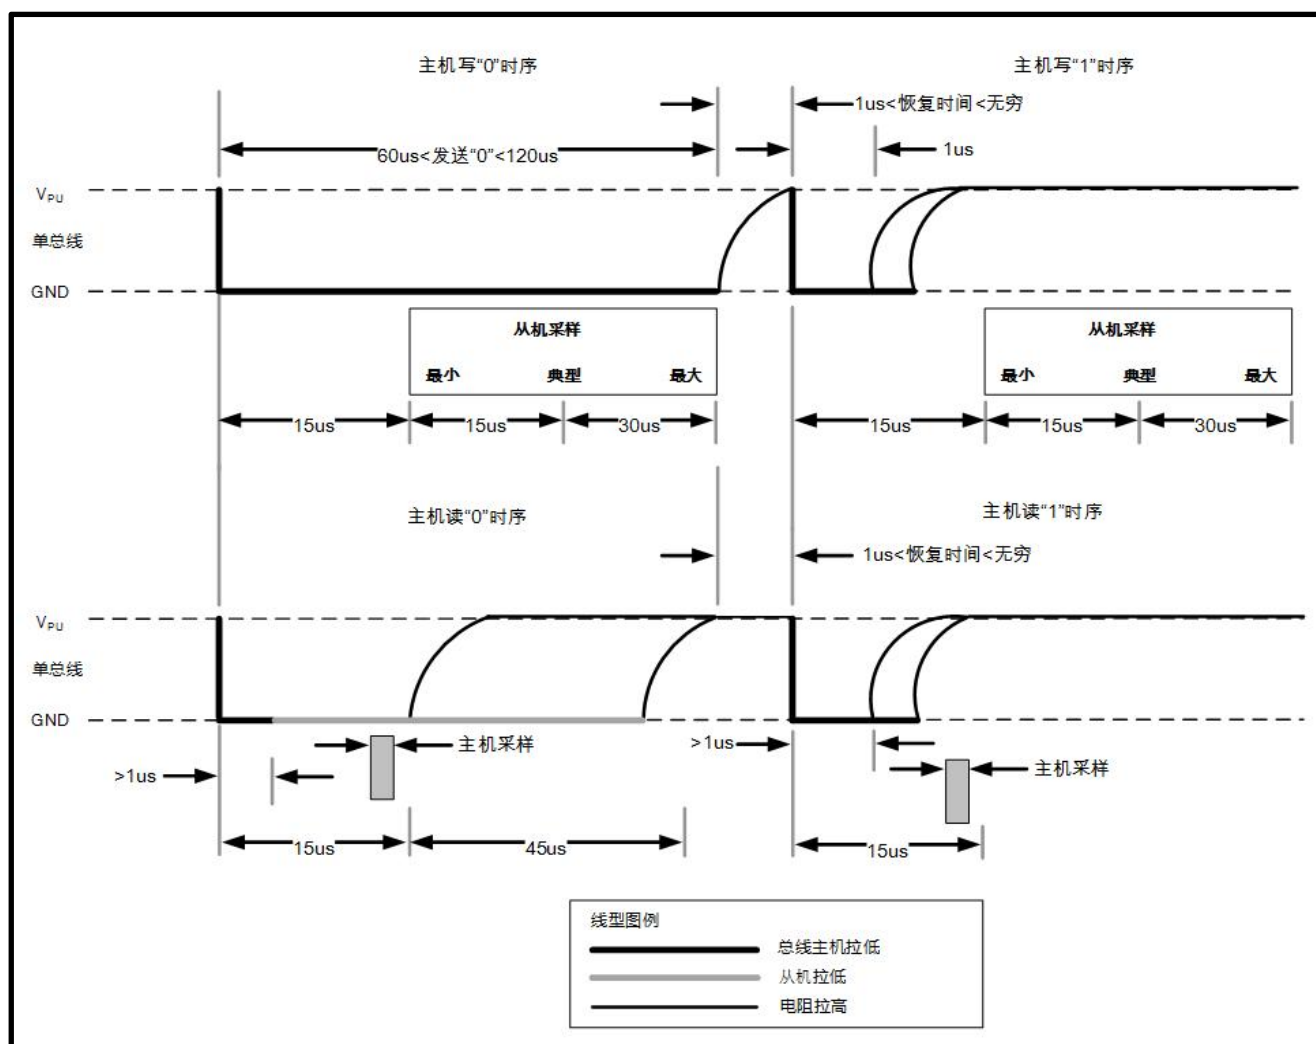 主机写“0”时序
主机写“1”时序
1us<恢复时间<无穷
60us<发送“0”<120us
1us
VPU
单总线
GND
从机采样
最小 典型 最大
从机采样
最小 典型 最大
15us 15us 30us 15us 15us 30us
主机读“0”时序
主机读“1”时序
1us<恢复时间<无穷
VPU
单总线
GND
主机采样
>1us
>1us
主机采样
15us 45us 15us
线型图例
总线主机拉低
从机拉低
电阻拉高